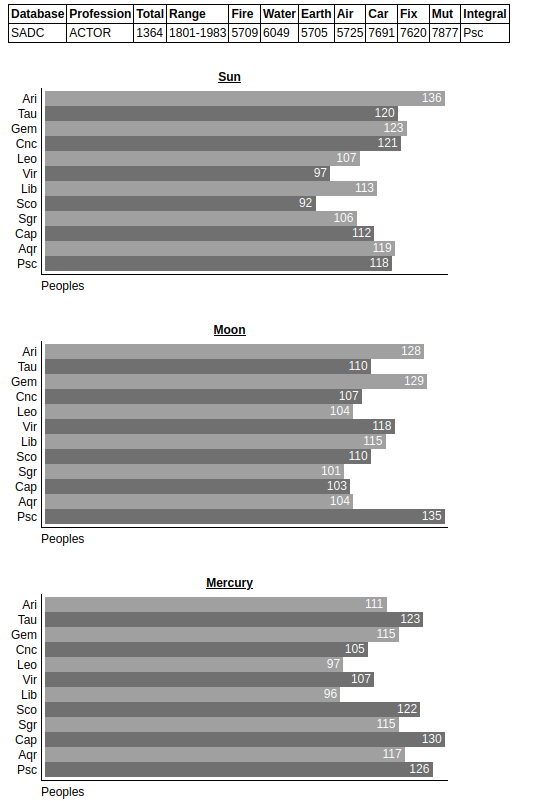 Database Profession Total Range Fire Water Earth Air Car Fix Mut Integral
SADC ACTOR 1364 1801-1983 5709 6049 5705 5725 7691 7620 7877 Psc
Sun
Ari 136
Tau 120
Gem 123
Cnc 121
Leo 107
Vir 97
Lib 113
Sco 92
Sgr 106
Cap 112
Aqr 119
Psc 118
Peoples
Moon
Ari 128
Tau 110
Gem 129
Cnc 107
Leo 104
Vir 118
Lib 115
Sco 110
Sgr 101
Cap 103
Aqr 104
Psc 135
Peoples
Mercury
Ari 111
Tau 123
Gem 115
Cnc 105
Leo 97
Vir 107
Lib 96
Sco 122
Sgr 115
Cap 130
Aqr 117
Psc 126
Peoples